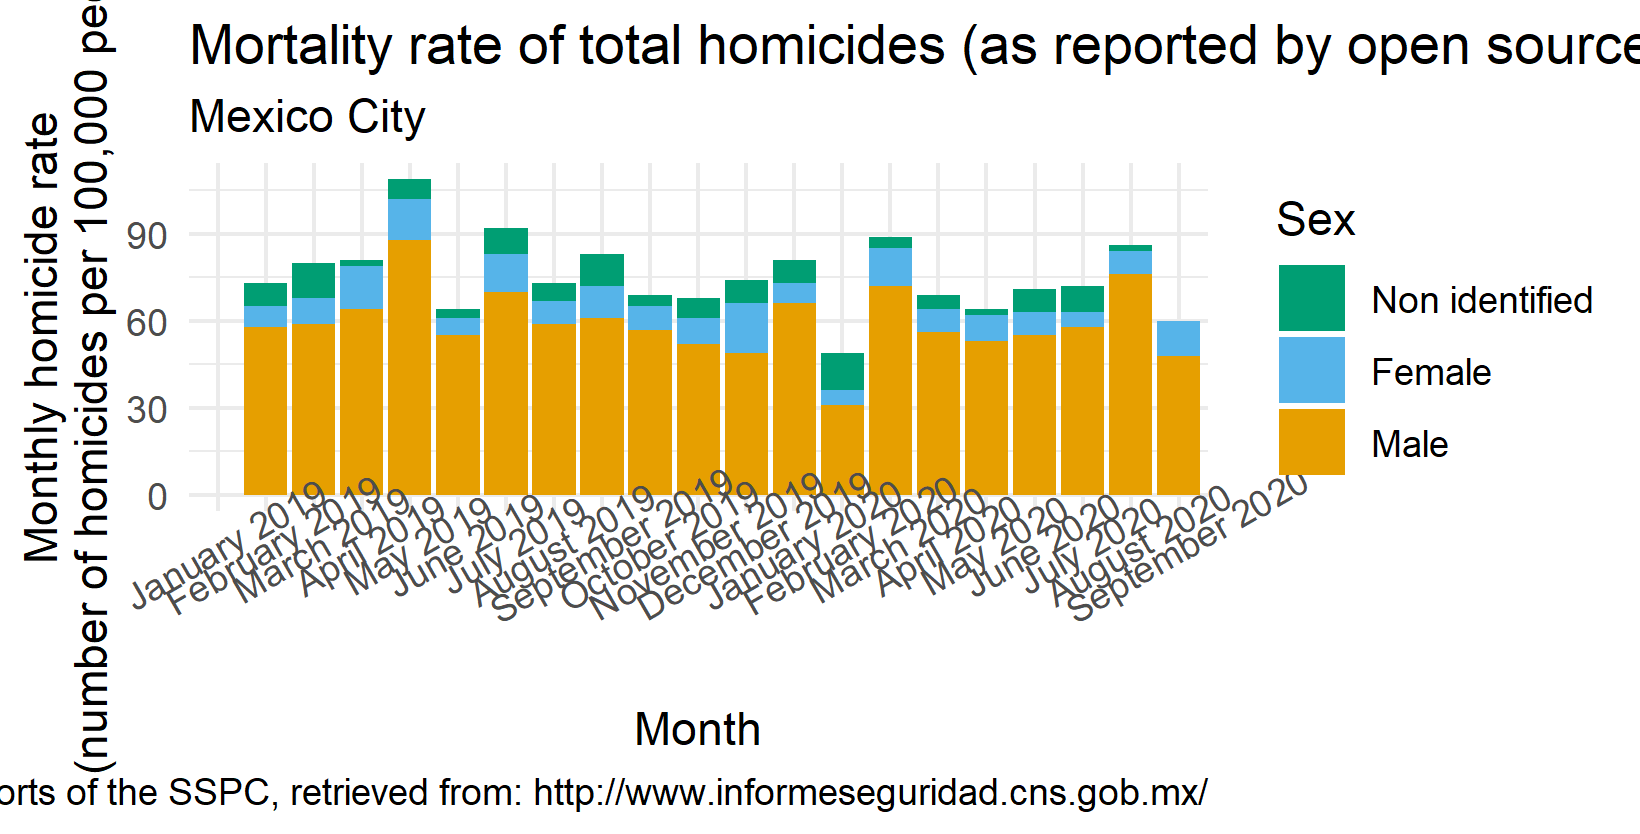 Mortality rate of total homicides (as reported by open source
Mexico City
Monthly homicide rate
(number of homicides per 100,000
90
60
30
0
January 2019
February 2019
March 2019
April 2019
May 2019
June 2019
July 2019
August 2019
September 2019
October 2019
November 2019
December 2019
January 2020
February 2020
March 2020
April 2020
May 2020
June 2020
July 2020
August 2020
September 2020
Month
Sex
Non identified
Female
Male
of the SSPC, retrieved from: http://www.informeseguridad.cns.gob.mx/